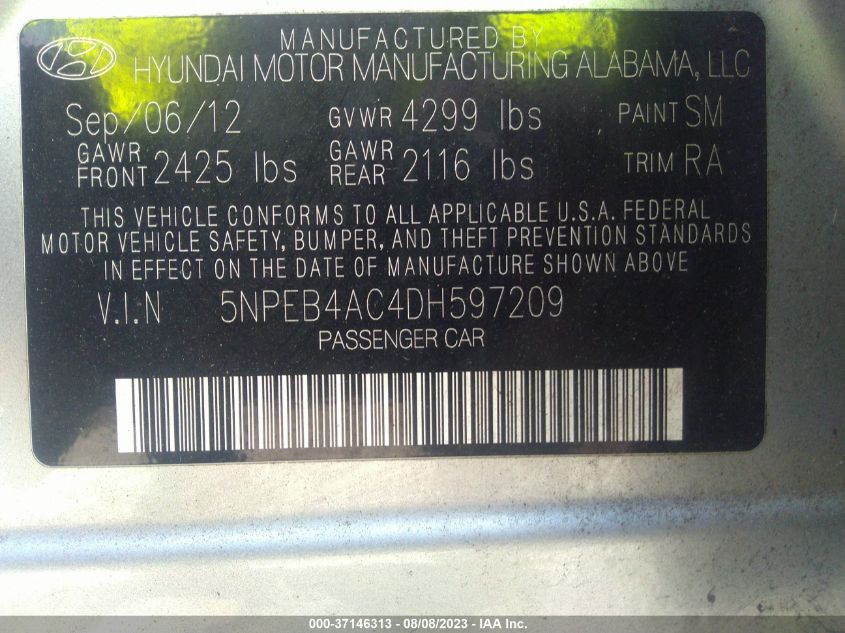 MANUFACTURED BY
HYUNDAI MOTOR MANUFACTURING ALABAMA, LLC
Sep/06/12 GVWR 4299 lbs PAINT SM
GAWR FRONT 2425 lbs GAWR REAR 2116 lbs TRIM RA
THIS VEHICLE CONFORMS TO ALL APPLICABLE U.S.A. FEDERAL
MOTOR VEHICLE SAFETY, BUMPER, AND THEFT PREVENTION STANDARDS
IN EFFECT ON THE DATE OF MANUFACTURE SHOWN ABOVE
V.I.N 5NPEB4AC4DH597209
PASSENGER CAR
000-37146313 - 08/08/2023 - IAA Inc.